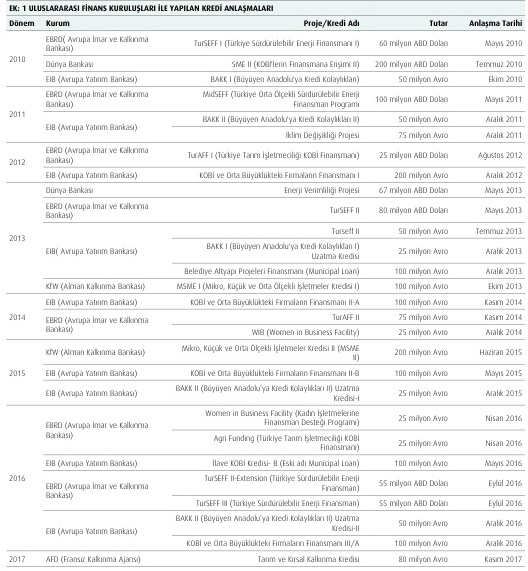 EK: 1 ULUSLARARASI FİNANS KURULUŞLARI İLE YAPILAN KREDİ ANLAŞMALARI
Dönem Kurum Proje/Kredi Adı Tutar Anlaşma Tarihi
2010
EBRD( Avrupa İmar ve Kalkınma Bankası) TurSEFF I (Türkiye Sürdürülebilir Enerji Finansmanı I) 60 milyon ABD Doları Mayıs 2010
Dünya Bankası SME II (KOBİ'lerin Finansmana Erişimi II) 200 milyon ABD Doları Temmuz 2010
EIB (Avrupa Yatırım Bankası) BAKK I (Büyüyen Anadolu'ya Kredi Kolaylıkları) 50 milyon Avro Ekim 2010
2011
EBRD (Avrupa İmar ve Kalkınma Bankası) MidSEFF (Türkiye Orta Ölçekli Sürdürülebilir Enerji Finansman Programı 100 milyon ABD Doları Mayıs 2011
EIB (Avrupa Yatırım Bankası) BAKK II (Büyüyen Anadolu'ya Kredi Kolaylıkları II) 50 milyon Avro Aralık 2011
İklim Değişikliği Projesi 75 milyon Avro Aralık 2011
2012
EBRD (Avrupa İmar ve Kalkınma Bankası) TurAFF I (Türkiye Tarım İşletmeciliği KOBİ Finansmanı) 25 milyon ABD Doları Ağustos 2012
EIB (Avrupa Yatırım Bankası) KOBİ ve Orta Büyüklükteki Firmaların Finansmanı I 200 milyon Avro Aralık 2012
2013
Dünya Bankası Enerji Verimliliği Projesi 67 milyon ABD Doları Mayıs 2013
EBRD (Avrupa İmar ve Kalkınma Bankası) TurSEFF II 80 milyon ABD Doları Mayıs 2013
EIB( Avrupa Yatırım Bankası) Turseff II 50 milyon Avro Temmuz 2013
BAKK I (Büyüyen Anadolu'ya Kredi Kolaylıkları I) Uzatma Kredisi 25 milyon Avro Aralık 2013
Belediye Altyapı Projeleri Finansmanı (Municipal Loan) 100 milyon Avro Aralık 2013
KfW (Alman Kalkınma Bankası) MSME I (Mikro, Küçük ve Orta Ölçekli İşletmeler Kredisi I) 100 milyon Avro Ekim 2013
2014
EIB (Avrupa Yatırım Bankası) KOBİ ve Orta Büyüklükteki Firmaların Finansmanı II-A 100 milyon Avro Kasım 2014
EBRD (Avrupa İmar ve Kalkınma Bankası) TurAFF II 75 milyon Avro Kasım 2014
WIB (Women in Business Facility) 25 milyon Avro Aralık 2014
2015
KfW (Alman Kalkınma Bankası) Mikro, Küçük ve Orta Ölçekli İşletmeler Kredisi II (MSME II) 200 milyon Avro Haziran 2015
EIB (Avrupa Yatırım Bankası) KOBİ ve Orta Büyüklükteki Firmaların Finansmanı II-B 100 milyon Avro Mayıs 2015
EIB (Avrupa Yatırım Bankası) BAKK II (Büyüyen Anadolu'ya Kredi Kolaylıkları II) Uzatma Kredisi-I 25 milyon Avro Aralık 2015
2016
EBRD (Avrupa İmar ve Kalkınma Bankası) Women in Business Facility (Kadın İşletmelerine Finansman Desteği Programı) 25 milyon Avro Nisan 2016
Agri Funding (Türkiye Tarım İşletmeciliği KOBİ Finansmanı) 25 milyon Avro Nisan 2016
EIB (Avrupa Yatırım Bankası) İlave KOBİ Kredisi- B (Eski adı Municipal Loan) 100 milyon Avro Mayıs 2016
EBRD (Avrupa İmar ve Kalkınma Bankası) TurSEFF II-Extension (Türkiye Sürdürülebilir Enerji Finansmanı) 55 milyon ABD Doları Eylül 2016
TurSEFF III (Türkiye Sürdürülebilir Enerji Finansman) 55 milyon ABD Doları Eylül 2016
EIB (Avrupa Yatırım Bankası) BAKK II (Büyüyen Anadolu'ya Kredi Kolaylıkları II) Uzatma Kredisi-II 50 milyon Avro Aralık 2016
KOBİ ve Orta Büyüklükteki Firmaların Finansmanı III/A 100 milyon Avro Aralık 2016
2017 AFD (Fransız Kalkınma Ajansı) Tarım ve Kırsal Kalkınma Kredisi 80 milyon Avro Kasım 2017